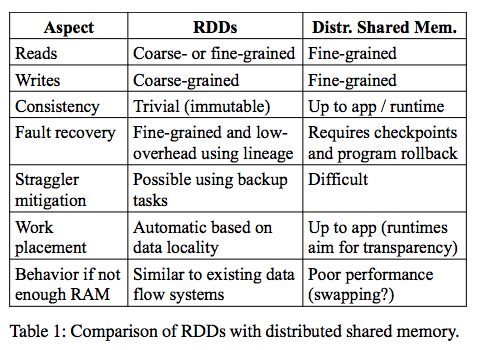 Aspect RDDs Distr. Shared Mem.
Reads Coarse- or fine-grained Fine-grained
Writes Coarse-grained Fine-grained
Consistency Trivial (immutable) Up to app / runtime
Fault recovery Fine-grained and low- Requires checkpoints
overhead using lineage and program rollback
Straggler Possible using backup Difficult
mitigation tasks
Work Automatic based on Up to app (runtimes
placement data locality aim for transparency)
Behavior if not Similar to existing data Poor performance
enough RAM flow systems (swapping?)
Table 1: Comparison of RDDs with distributed shared memory.